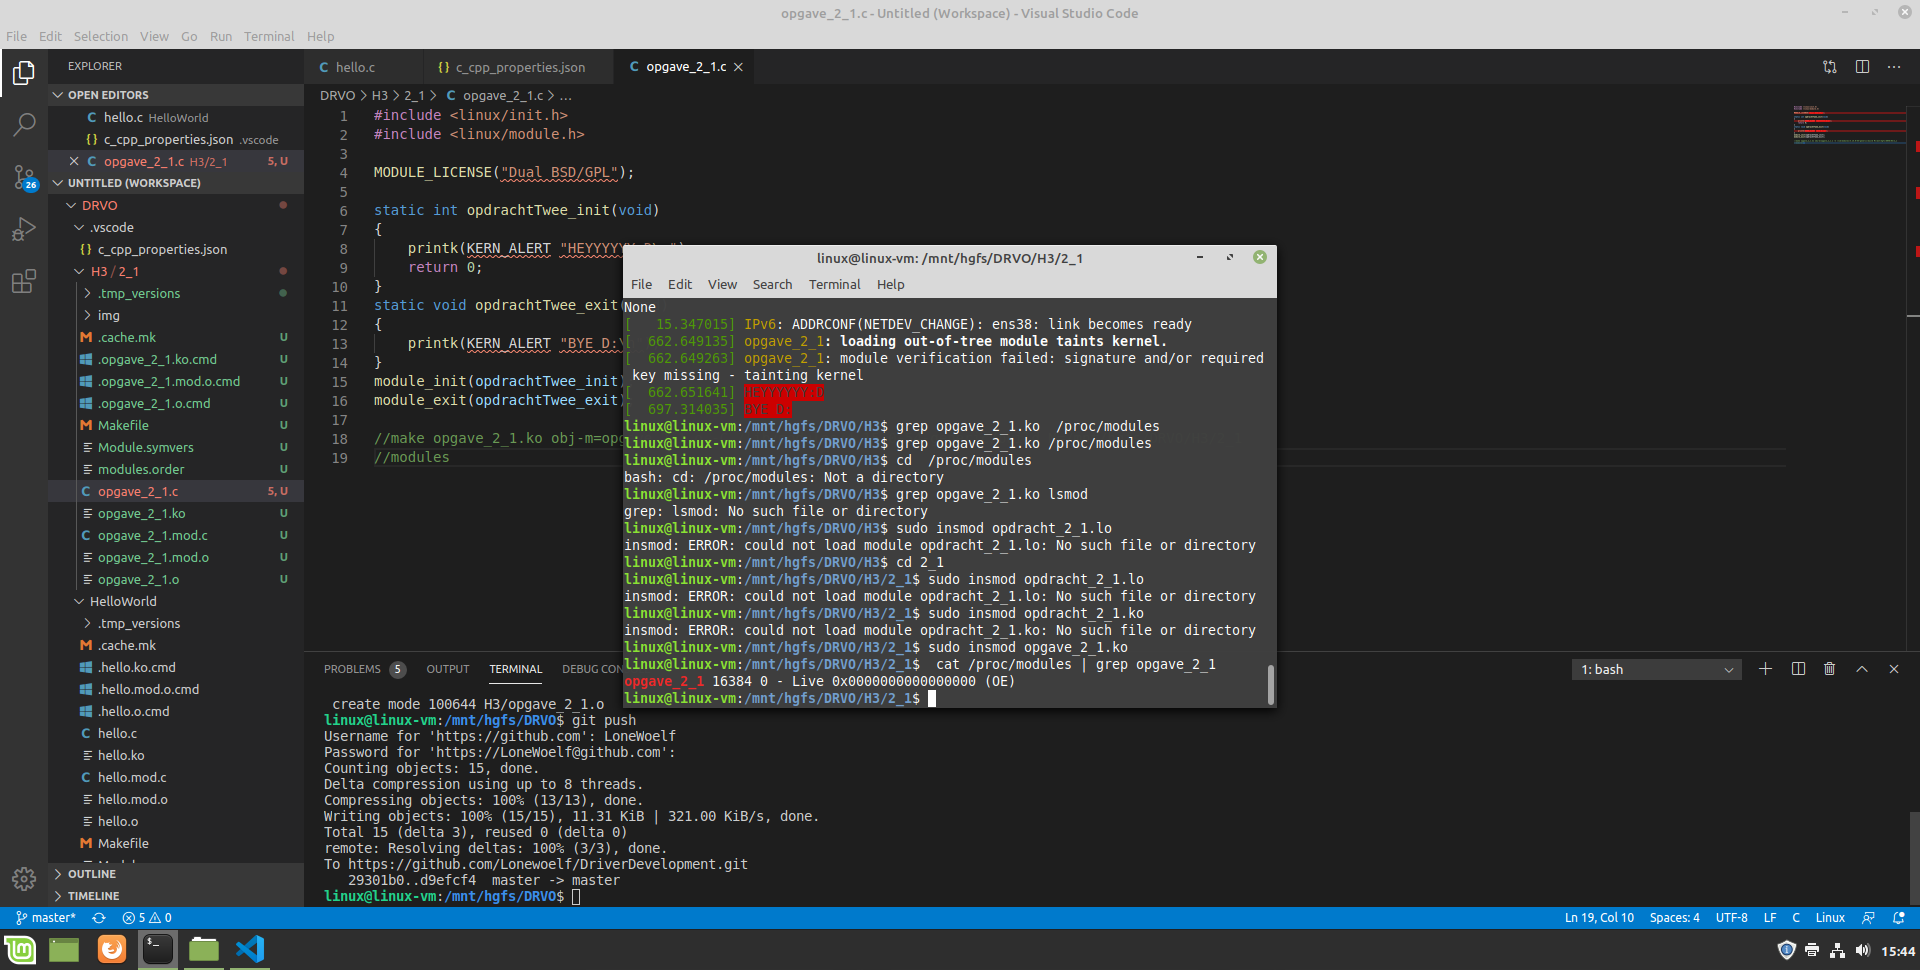 opgave_2_1.c - Untitled (Workspace) - Visual Studio Code
File Edit Selection View Go Run Terminal Help
EXPLORER
OPEN EDITORS
hello.c HelloWorld
c_cpp_properties.json .vscode
opgave_2_1.c H3/2_1 5, U
UNTITLED (WORKSPACE)
DRVO
.vscode
c_cpp_properties.json
H3 / 2_1
.tmp_versions
img
.cache.mk U
.opgave_2_1.ko.cmd U
.opgave_2_1.mod.o.cmd U
.opgave_2_1.o.cmd U
Makefile U
Module.symvers U
modules.order U
opgave_2_1.c 5, U
opgave_2_1.ko U
opgave_2_1.mod.c U
opgave_2_1.mod.o U
opgave_2_1.o U
HelloWorld
.tmp_versions
.cache.mk
.hello.ko.cmd
.hello.mod.o.cmd
.hello.o.cmd
hello.c
hello.ko
hello.mod.c
hello.mod.o
hello.o
Makefile
OUTLINE
TIMELINE
26
hello.c c_cpp_properties.json opgave_2_1.c
DRVO > H3 > 2_1 > C opgave_2_1.c > ...
1 #include <linux/init.h>
2 #include <linux/module.h>
3
4 MODULE_LICENSE("Dual BSD/GPL");
5
6 static int opdrachtTwee_init(void)
7 {
8 printk(KERN_ALERT "HEYYYYY
9 return 0;
10 }
11 static void opdrachtTwee_exit(
12 {
13 printk(KERN_ALERT "BYE D:\
14 }
15 module_init(opdrachtTwee_init)
16 module_exit(opdrachtTwee_exit)
17
18 //make opgave_2_1.ko obj-m=opg
19 //modules
linux@linux-vm: /mnt/hgfs/DRVO/H3/2_1
File Edit View Search Terminal Help
None
[   15.347015] IPv6: ADDRCONF(NETDEV_CHANGE): ens38: link becomes ready
[  662.649135] opgave_2_1: loading out-of-tree module taints kernel.
[  662.649263] opgave_2_1: module verification failed: signature and/or required
key missing - tainting kernel
[  662.651641] HEYYYYYY:D
[  697.314035] BYE D:
linux@linux-vm:/mnt/hgfs/DRVO/H3$ grep opgave_2_1.ko  /proc/modules
linux@linux-vm:/mnt/hgfs/DRVO/H3$ grep opgave_2_1.ko /proc/modules
linux@linux-vm:/mnt/hgfs/DRVO/H3$ cd  /proc/modules
bash: cd: /proc/modules: Not a directory
linux@linux-vm:/mnt/hgfs/DRVO/H3$ grep opgave_2_1.ko lsmod
grep: lsmod: No such file or directory
linux@linux-vm:/mnt/hgfs/DRVO/H3$ sudo insmod opdracht_2_1.lo
insmod: ERROR: could not load module opdracht_2_1.lo: No such file or directory
linux@linux-vm:/mnt/hgfs/DRVO/H3$ cd 2_1
linux@linux-vm:/mnt/hgfs/DRVO/H3/2_1$ sudo insmod opdracht_2_1.lo
insmod: ERROR: could not load module opdracht_2_1.lo: No such file or directory
linux@linux-vm:/mnt/hgfs/DRVO/H3/2_1$ sudo insmod opdracht_2_1.ko
insmod: ERROR: could not load module opdracht_2_1.ko: No such file or directory
linux@linux-vm:/mnt/hgfs/DRVO/H3/2_1$ sudo insmod opgave_2_1.ko
linux@linux-vm:/mnt/hgfs/DRVO/H3/2_1$  cat /proc/modules | grep opgave_2_1
opgave_2_1 16384 0 - Live 0x0000000000000000 (OE)
linux@linux-vm:/mnt/hgfs/DRVO/H3/2_1$
PROBLEMS 5 OUTPUT TERMINAL DEBUG CON
1: bash
create mode 100644 H3/opgave_2_1.o
linux@linux-vm:/mnt/hgfs/DRVO$ git push
Username for 'https://github.com': LoneWoelf
Password for 'https://LoneWoelf@github.com':
Counting objects: 15, done.
Delta compression using up to 8 threads.
Compressing objects: 100% (13/13), done.
Writing objects: 100% (15/15), 11.31 KiB | 321.00 KiB/s, done.
Total 15 (delta 3), reused 0 (delta 0)
remote: Resolving deltas: 100% (3/3), done.
To https://github.com/Lonewoelf/DriverDevelopment.git
29301b0..d9efcf4  master -> master
linux@linux-vm:/mnt/hgfs/DRVO$
master* 5 0
Ln 19, Col 10 Spaces: 4 UTF-8 LF C Linux
15:44